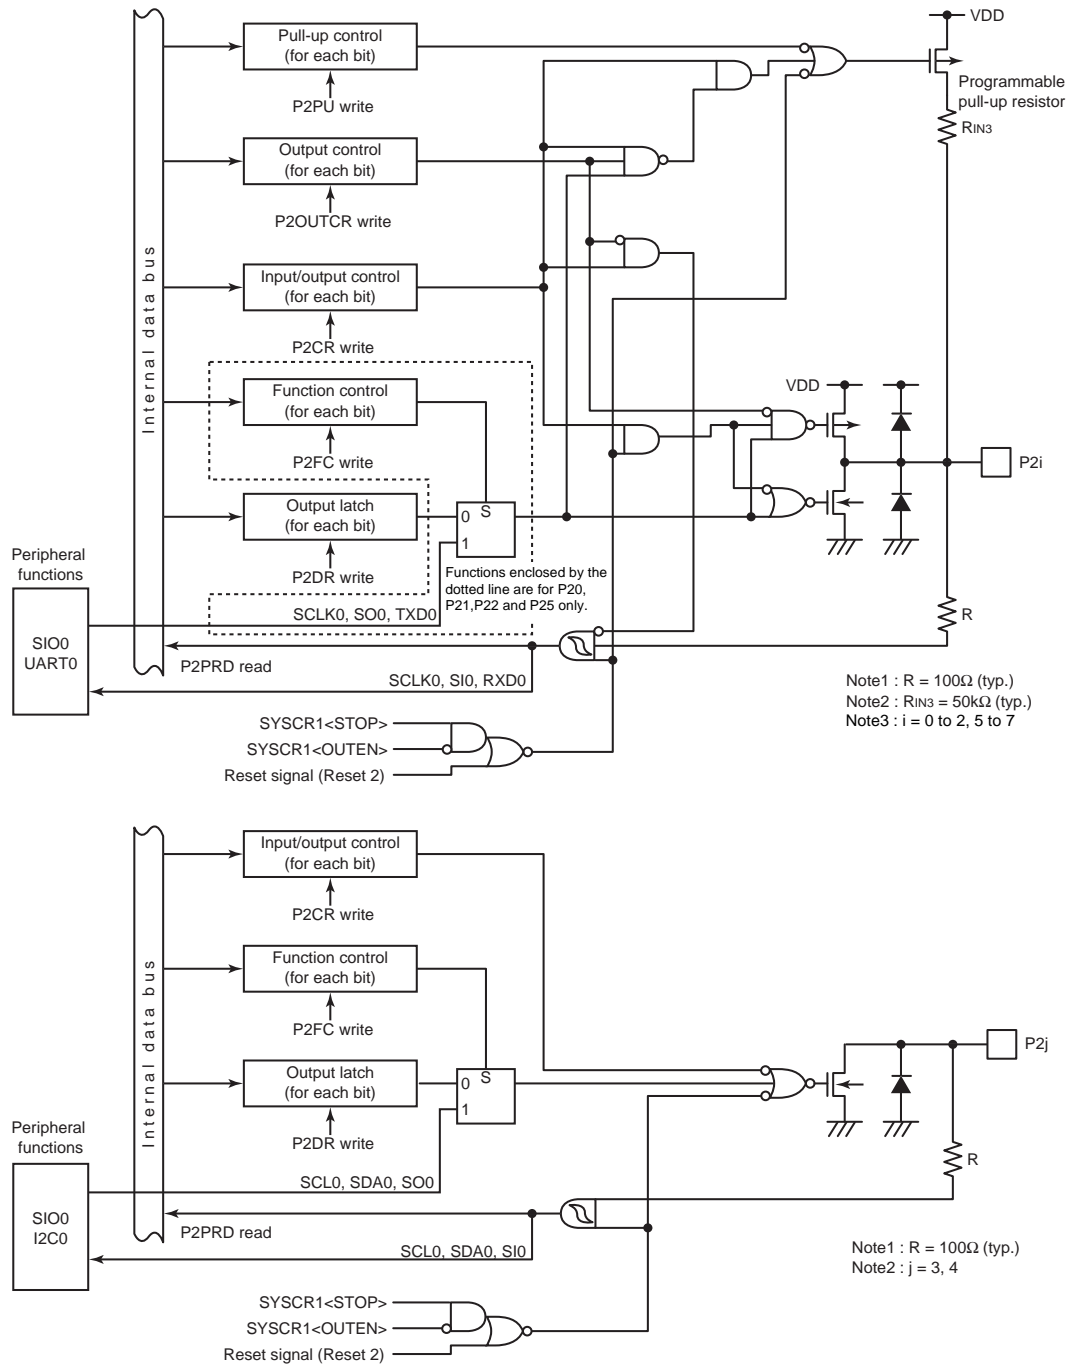 VDD
Pull-up control
(for each bit)
P2PU write
Programmable
pull-up resistor
RIN3
Output control
(for each bit)
P2OUTCR write
Internal data bus
Input/output control
(for each bit)
P2CR write
Function control
(for each bit)
P2FC write
VDD
P2i
Output latch
(for each bit)
P2DR write
0 S
1
Functions enclosed by the
dotted line are for P20,
P21,P22 and P25 only.
Peripheral
functions
SIO0
UART0
SCLK0, SO0, TXD0
R
P2PRD read
SCLK0, SI0, RXD0
Note1 : R = 100Ω (typ.)
Note2 : RIN3 = 50kΩ (typ.)
Note3 : i = 0 to 2, 5 to 7
SYSCR1<STOP>
SYSCR1<OUTEN>
Reset signal (Reset 2)
Internal data bus
Input/output control
(for each bit)
P2CR write
Function control
(for each bit)
P2FC write
P2j
Output latch
(for each bit)
P2DR write
0 S
1
Peripheral
functions
SIO0
I2C0
SCL0, SDA0, SO0
R
P2PRD read
SCL0, SDA0, SI0
Note1 : R = 100Ω (typ.)
Note2 : j = 3, 4
SYSCR1<STOP>
SYSCR1<OUTEN>
Reset signal (Reset 2)